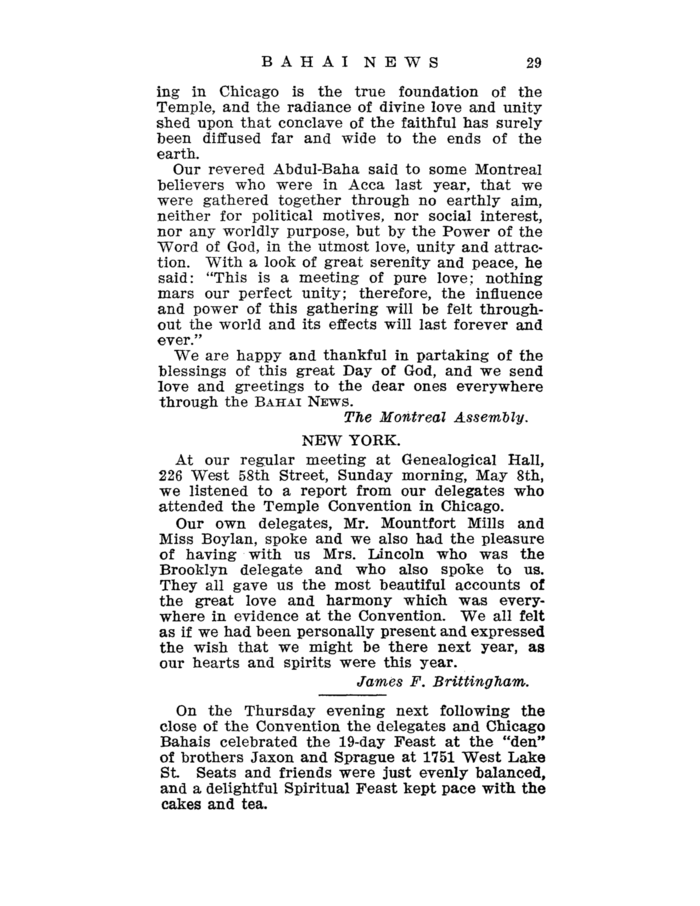 BAHAI NEWS 29
ing in Chicago is the true foundation of the
Temple, and the radiance of divine love and unity
shed upon that conclave of the faithful has surely
been diffused far and wide to the ends of the
earth.
Our revered Abdul-Baha said to some Montreal
believers who were in Acca last year, that we
were gathered together through no earthly aim,
neither for political motives, nor social interest,
nor any worldly purpose, but by the Power of the
Word of God, in the utmost love, unity and attrac-
tion. With a look of great serenity and peace, he
said: “This is a meeting of pure love; nothing
mars our perfect unity; therefore, the influence
and power of this gathering will be felt through-
out the world and its effects will last forever and
ever.”
We are happy and thankful in partaking of the
blessings of this great Day of God, and we send
love and greetings to the dear ones everywhere
through the BAHAI NEWS.
The Montreal Assembly.
NEW YORK.
At our regular meeting at Genealogical Hall,
226 West 58th Street, Sunday morning, May 8th,
we listened to a report from our delegates who
attended the Temple Convention in Chicago.
Our own delegates, Mr. Mountfort Mills and
Miss Boylan, spoke and we also had the pleasure
of having with us Mrs. Lincoln who was the
Brooklyn delegate and who also spoke to us.
They all gave us the most beautiful accounts of
the great love and harmony which was every-
where in evidence at the Convention. We all felt
as if we had been personally present and expressed
the wish that we might be there next year, as
our hearts and spirits were this year.
James F. Brittingham.
On the Thursday evening next following the
close of the Convention the delegates and Chicago
Bahais celebrated the 19-day Feast at the “den”
of brothers Jaxon and Sprague at 1751 West Lake
St. Seats and friends were just evenly balanced,
and a delightful Spiritual Feast kept pace with the
cakes and tea.